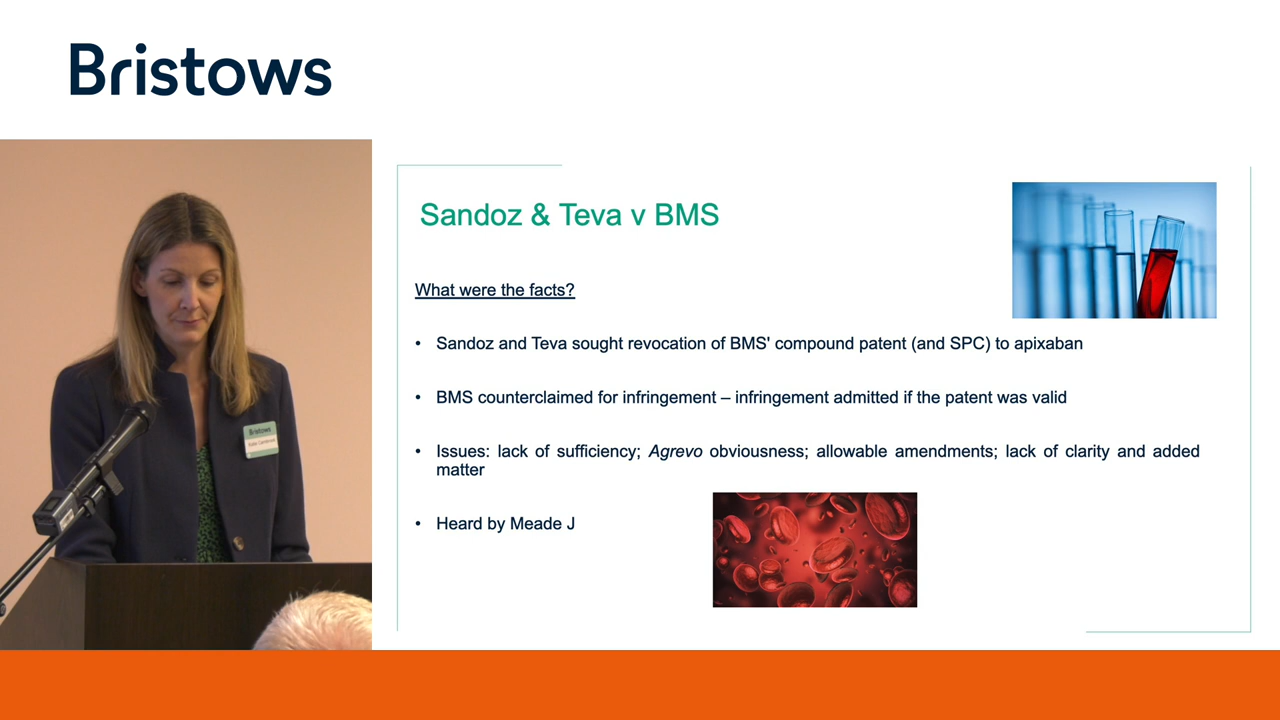 Bristows
Bristows
Sandoz & Teva v BMS
What were the facts?
• Sandoz and Teva sought revocation of BMS' compound patent (and SPC) to apixaban
• BMS counterclaimed for infringement – infringement admitted if the patent was valid
• Issues: lack of sufficiency; Agrevo obviousness; allowable amendments; lack of clarity and added
matter
• Heard by Meade J